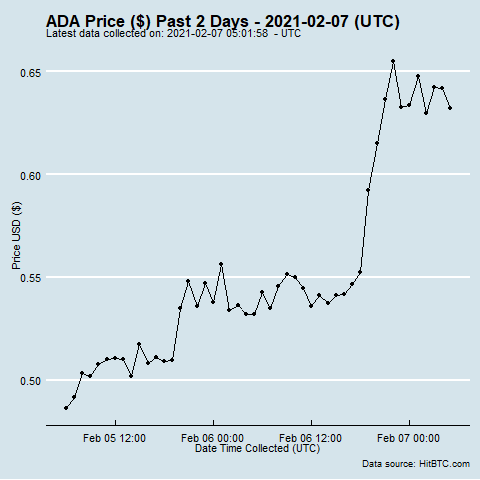 ADA Price ($) Past 2 Days - 2021-02-07 (UTC)
Latest data collected on: 2021-02-07 05:01:58  - UTC
Price USD ($)
0.65
0.60
0.55
0.50
Feb 05 12:00
Feb 06 00:00
Feb 06 12:00
Feb 07 00:00
Date Time Collected (UTC)
Data source: HitBTC.com